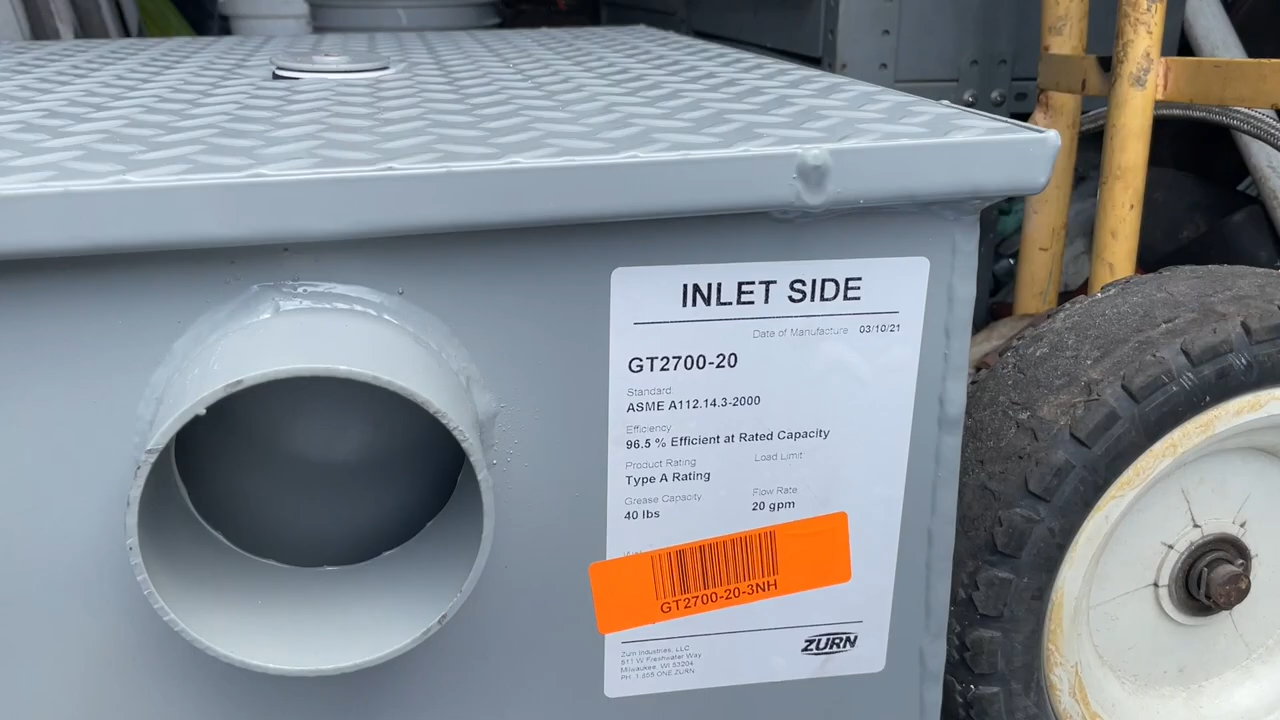 INLET SIDE
Date of Manufacture 03/10/21
GT2700-20
Standard
ASME A112.14.3-2000
Efficiency
96.5 % Efficient at Rated Capacity
Product Rating Load Limit
Type A Rating
Grease Capacity Flow Rate
40 lbs 20 gpm
GT2700-20-3NH
ZURN
Zurn Industries, LLC
511 W Freshwater Way
Milwaukee, WI 53204
PH. 1.855.ONE.ZURN